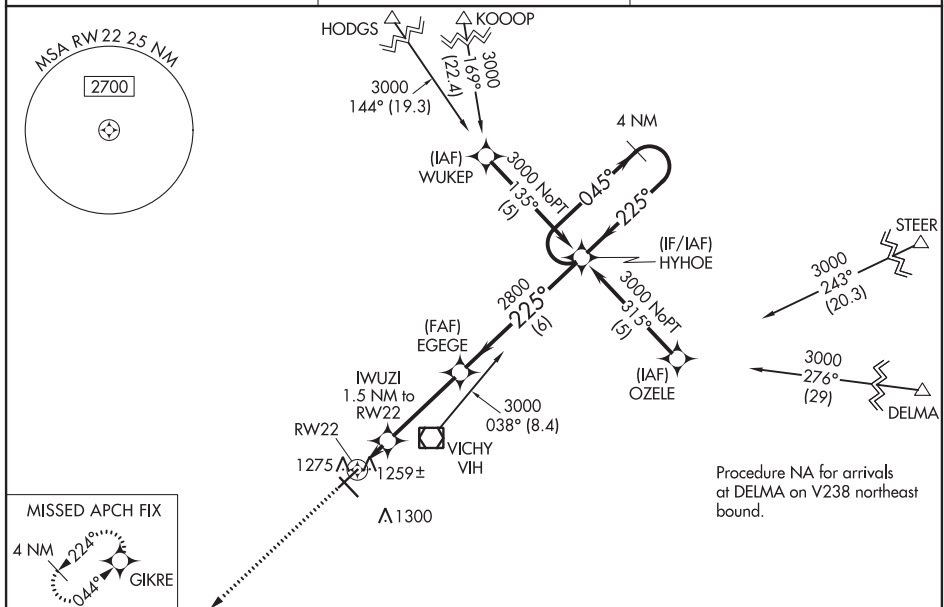 MSA RW22 25 NM
2700
HODGS
KOOOP
3000
144° (19.3)
3000
169°
(22.4)
4 NM
(IAF)
WUKEP
3000 NoPT
135°
(5)
045°
225°
(IF/IAF)
HYHOE
STEER
3000
243°
(20.3)
2800
225°
(6)
3000 NoPT
315°
(5)
(FAF)
EGEGE
(IAF)
OZELE
3000
276°
(29)
DELMA
IWUZI
1.5 NM to
RW22
3000
038° (8.4)
RW22
VICHY
VIH
1275
1259±
1300
Procedure NA for arrivals
at DELMA on V238 northeast
bound.
MISSED APCH FIX
4 NM
224°
044°
GIKRE